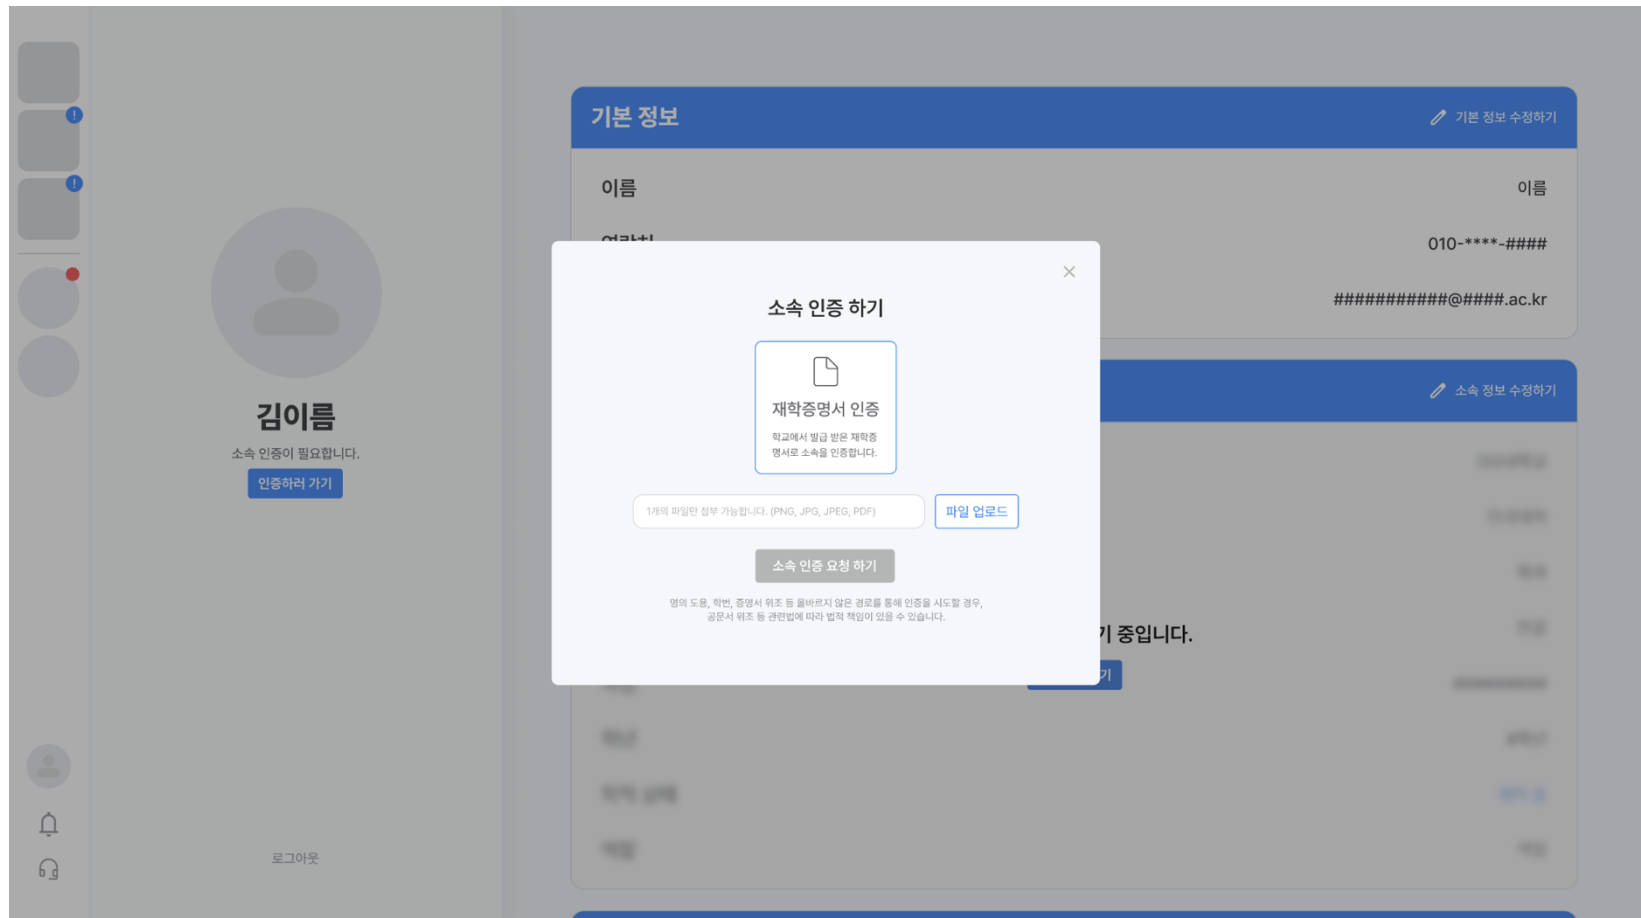 기본 정보
기본 정보 수정하기
이름
이름
010-****-####
###########@####.ac.kr
소속 정보 수정하기
김이름
소속 인증이 필요합니다.
인증하러 가기
로그아웃
소속 인증 하기
재학증명서 인증
학교에서 발급 받은 재학증
명서로 소속을 인증합니다.
1개의 파일만 첨부 가능합니다. (PNG, JPG, JPEG, PDF)
파일 업로드
소속 인증 요청 하기
명의 도용, 학번, 증명서 위조 등 올바르지 않은 경로를 통해 인증을 시도할 경우,
공문서 위조 등 관련법에 따라 법적 책임이 있을 수 있습니다.
기 중입니다.
기